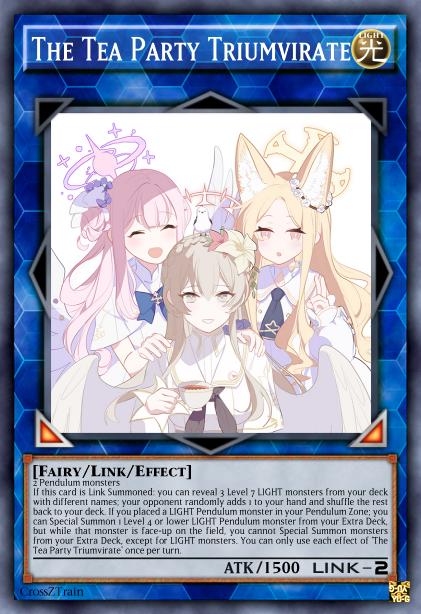 THE TEA PARTY TRIUMVIRATE
LIGHT
光
[FAIRY/LINK/EFFECT]
2 Pendulum monsters
If this card is Link Summoned: you can reveal 3 Level 7 LIGHT monsters from your deck
with different names; your opponent randomly adds 1 to your hand and shuffle the
rest back to your deck. If you placed a LIGHT Pendulum monster in your Pendulum Zone; you
can Special Summon 1 Level 4 or lower LIGHT Pendulum monster from your Extra Deck,
but while that monster is face-up on the field, you cannot Special Summon monsters
from your Extra Deck, except for LIGHT monsters. You can only use each effect of "The
Tea Party Triumvirate' once per turn.
ATK/1500 LINK-2
CrossZTrain